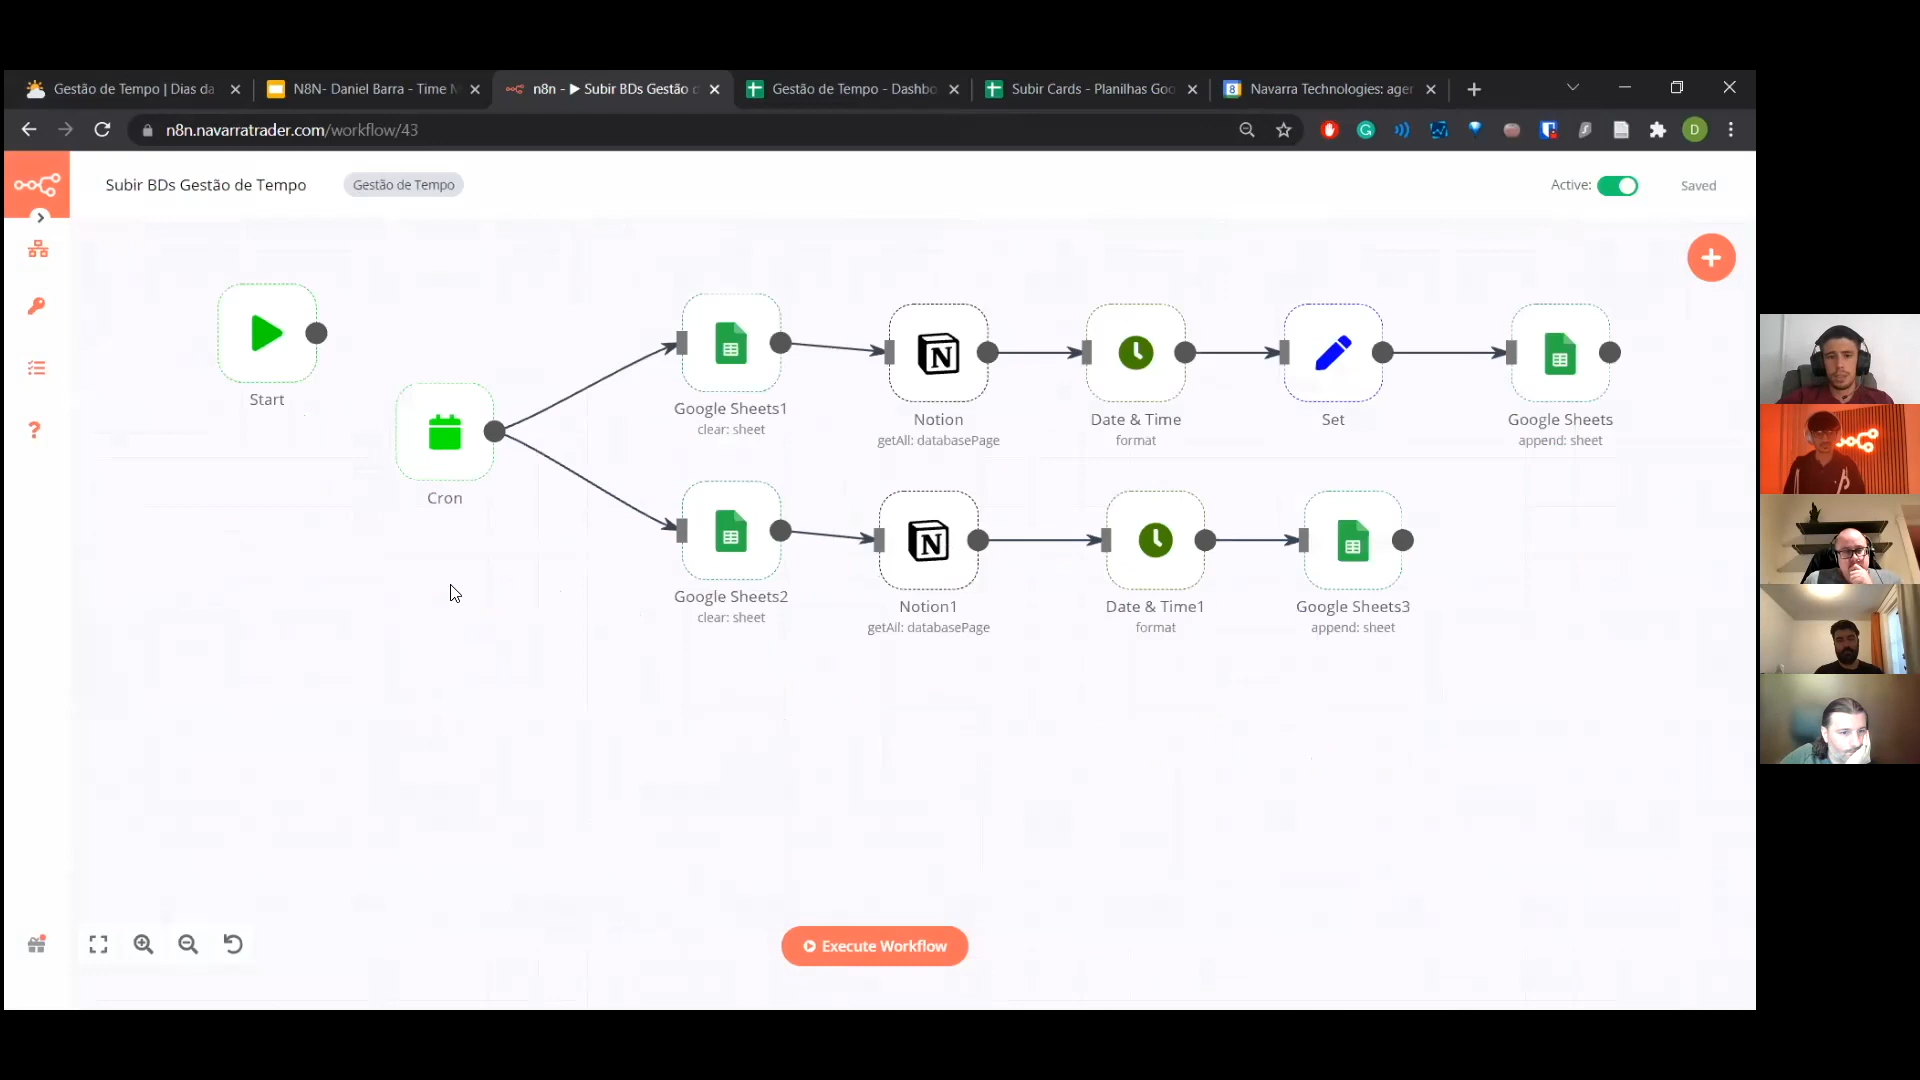 Gestão de Tempo | Dias da
N8N- Daniel Barra - Time M
n8n - ▶ Subir BDs Gestão d
Gestão de Tempo - Dashbo
Subir Cards - Planilhas Goo
8
Navarra Technologies: agen
n8n.navarratrader.com/workflow/43
D
Subir BDs Gestão de Tempo
Gestão de Tempo
Active:
Saved
Start
Cron
Google Sheets1
clear: sheet
Notion
getAll: databasePage
Date & Time
format
Set
Google Sheets
append: sheet
Google Sheets2
clear: sheet
Notion1
getAll: databasePage
Date & Time1
format
Google Sheets3
append: sheet
Execute Workflow